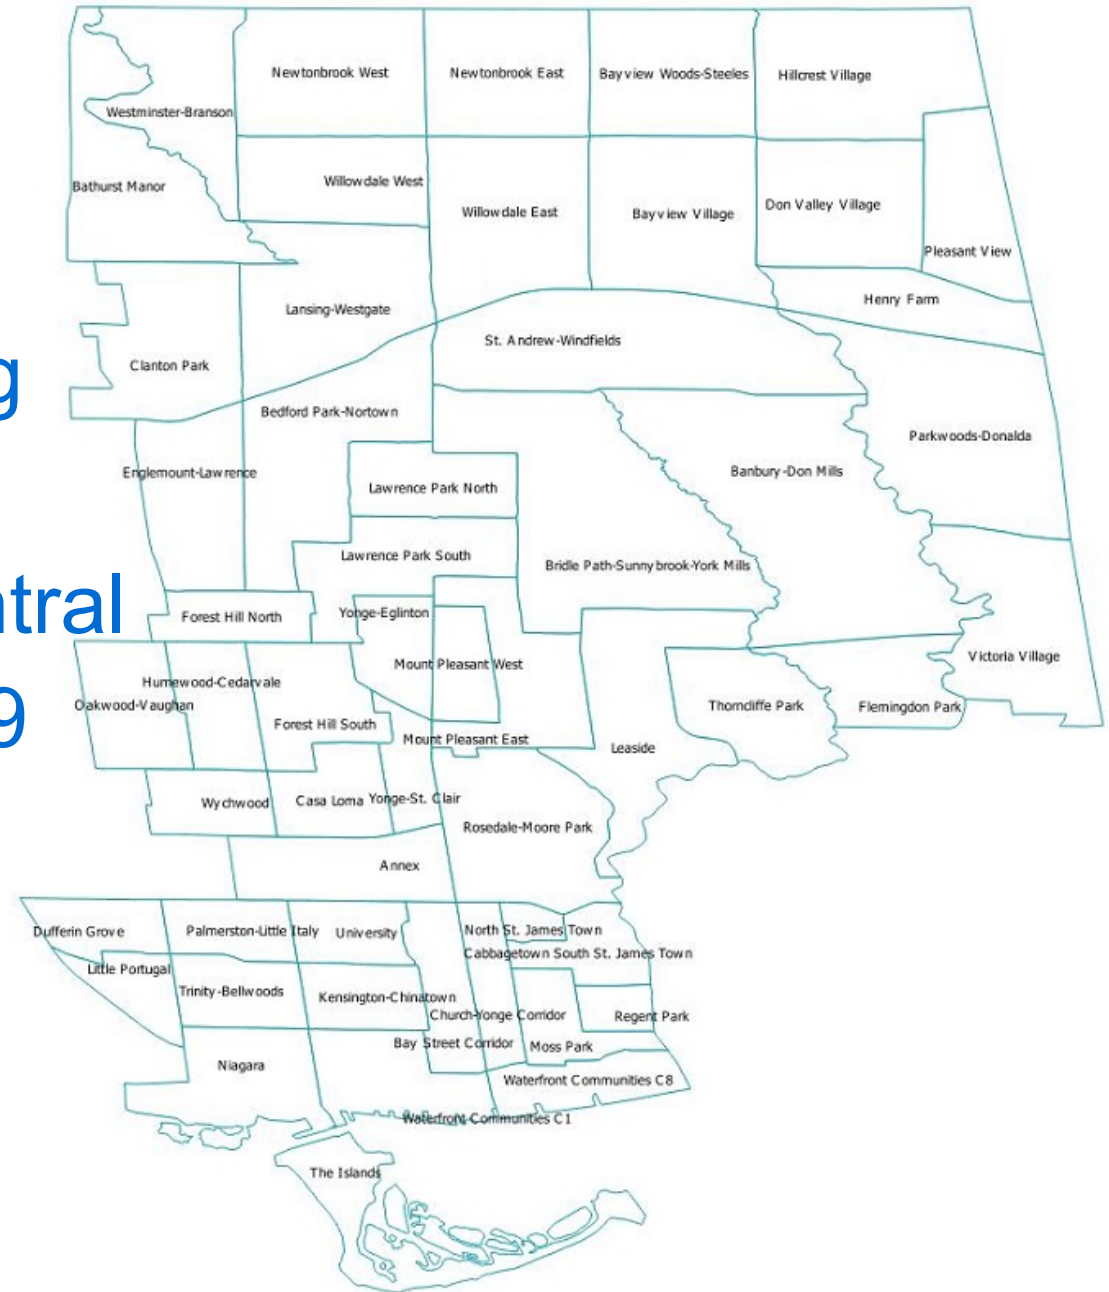 Newtonbrook West
Newtonbrook East
Bayview Woods-Steeles
Hillcrest Village
Westminster-Branson
Willowdale West
Bathurst Manor
Don Valley Village
Willowdale East
Bayview Village
Pleasant View
Henry Farm
Lansing-Westgate
St. Andrew-Windfields
Clanton Park
g
Bedford Park-Nortown
Parkwoods-Donalda
Banbury-Don Mills
Englemount-Lawrence
Lawrence Park North
Lawrence Park South
Bridle Path-Sunnybrook-York Mills
ntral
Yonge-Eglinton
Forest Hill North
Victoria Village
Mount Pleasant West
Humewood-Cedarvale
Oakwood-Vaughan
Thorncliffe Park
Flemingdon Park
9
Forest Hill South
Mount Pleasant East
Leaside
Wychwood
Casa Loma
Yonge-St. Clair
Rosedale-Moore Park
Annex
Dufferin Grove
Palmerston-Little Italy
University
North St. James Town
Cabbagetown South St. James Town
Little Portugal
Trinity-Bellwoods
Kensington-Chinatown
Church-Yonge Corridor
Regent Park
Bay Street Corridor
Moss Park
Niagara
Waterfront Communities C8
Waterfront Communities C1
The Islands